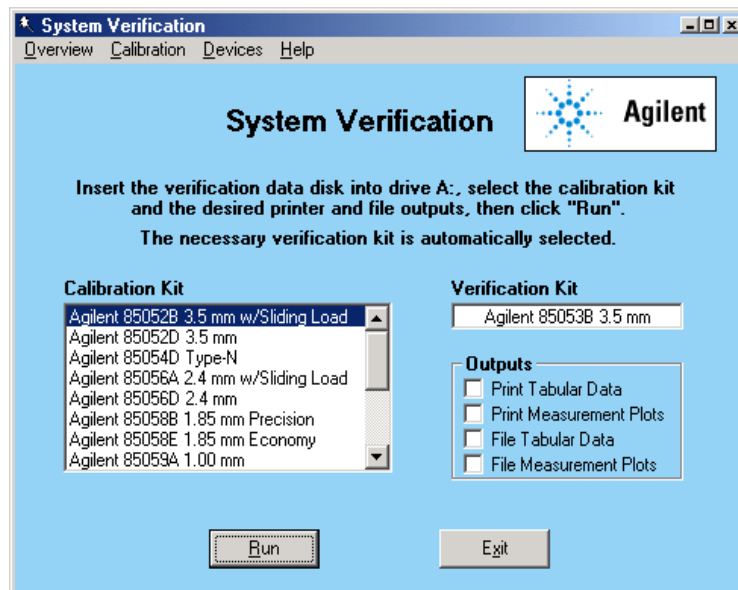 System Verification
Overview Calibration Devices Help
System Verification
Agilent
Insert the verification data disk into drive A:, select the calibration kit
and the desired printer and file outputs, then click "Run".
The necessary verification kit is automatically selected.
Calibration Kit
Agilent 85052B 3.5 mm w/Sliding Load
Agilent 85052D 3.5 mm
Agilent 85054D Type-N
Agilent 85056A 2.4 mm w/Sliding Load
Agilent 85056D 2.4 mm
Agilent 85058B 1.85 mm Precision
Agilent 85058E 1.85 mm Economy
Agilent 85059A 1.00 mm
Verification Kit
Agilent 85053B 3.5 mm
Outputs
Print Tabular Data
Print Measurement Plots
File Tabular Data
File Measurement Plots
Run
Exit